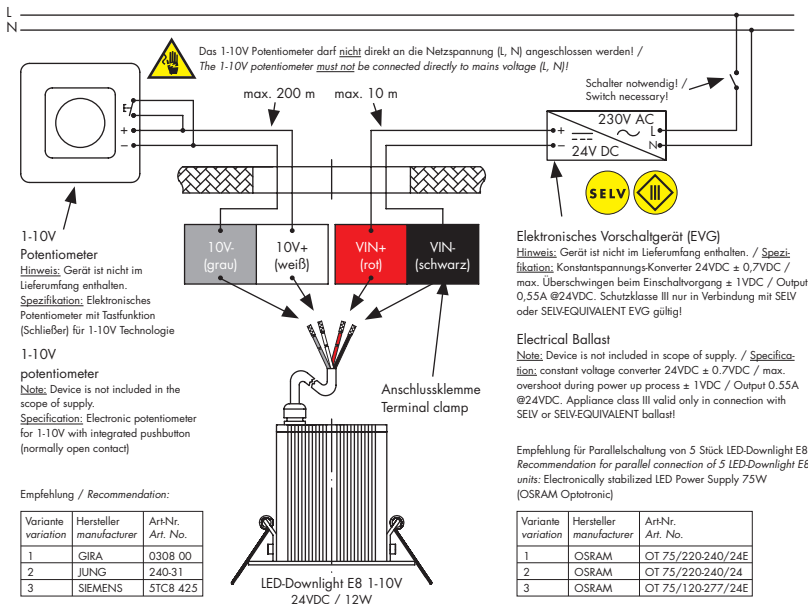 L
N
Das 1-10V Potentiometer darf nicht direkt an die Netzspannung (L, N) angeschlossen werden! /
The 1-10V potentiometer must not be connected directly to mains voltage (L, N)!
Schalter notwendig! /
Switch necessary!
max. 200 m
max. 10 m
E
+
−
+
−
230V AC
24V DC
L
N
SELV
III
10V-
(grau)
10V+
(weiß)
VIN+
(rot)
VIN-
(schwarz)
1-10V
Potentiometer
Hinweis: Gerät ist nicht im
Lieferumfang enthalten.
Spezifikation: Elektronisches
Potentiometer mit Tastfunktion
(Schließer) für 1-10V Technologie
1-10V
potentiometer
Note: Device is not included in the
scope of supply.
Specification: Electronic potentiometer
for 1-10V with integrated pushbutton
(normally open contact)
Anschlussklemme
Terminal clamp
Elektronisches Vorschaltgerät (EVG)
Hinweis: Gerät ist nicht im Lieferumfang enthalten. / Spezi-
fikation: Konstantspannungs-Konverter 24VDC ± 0,7VDC /
max. Überschwingen beim Einschaltvorgang ± 1VDC / Output
0,55A @24VDC. Schutzklasse III nur in Verbindung mit SELV
oder SELV-EQUIVALENT EVG gültig!
Electrical Ballast
Note: Device is not included in scope of supply. / Specifica-
tion: constant voltage converter 24VDC ± 0.7VDC / max.
overshoot during power up process ± 1VDC / Output 0.55A
@24VDC. Appliance class III valid only in connection with
SELV or SELV-EQUIVALENT ballast!
Empfehlung für Parallelschaltung von 5 Stück LED-Downlight E8
Recommendation for parallel connection of 5 LED-Downlight E8
units: Electronically stabilized LED Power Supply 75W
(OSRAM Optotronic)
Empfehlung / Recommendation:
Variante Hersteller Art-Nr.
variation manufacturer Art. No.
1 GIRA 0308 00
2 JUNG 240-31
3 SIEMENS 5TC8 425
LED-Downlight E8 1-10V
24VDC / 12W
Variante Hersteller Art-Nr.
variation manufacturer Art. No.
1 OSRAM OT 75/220-240/24E
2 OSRAM OT 75/220-240/24
3 OSRAM OT 75/120-277/24E